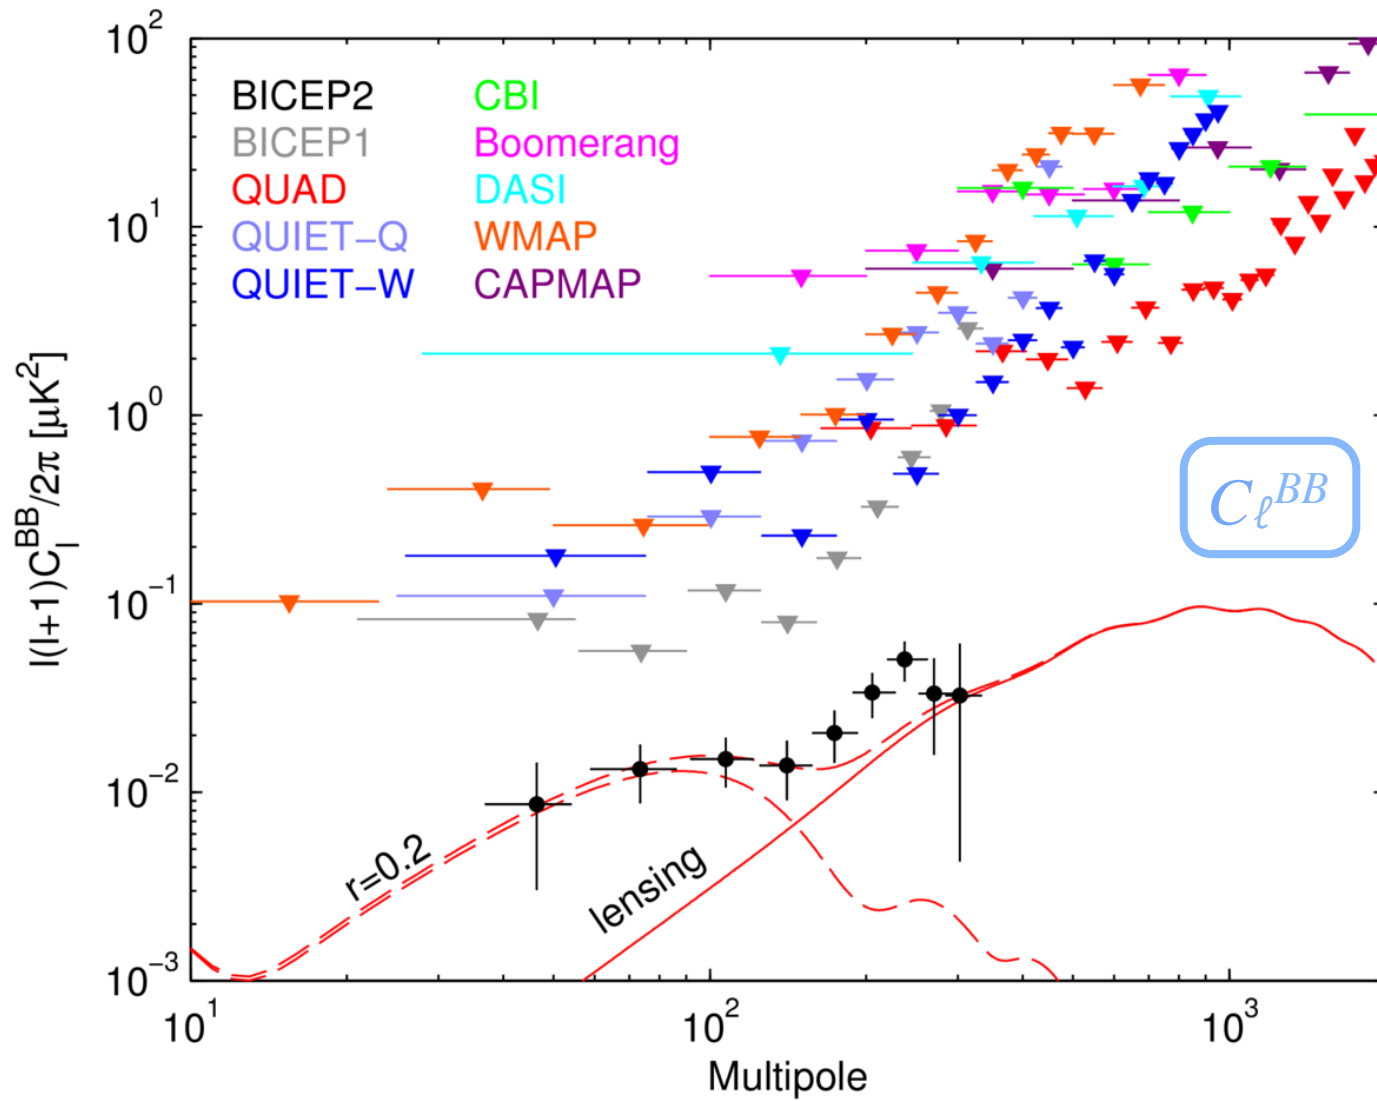 10²
BICEP2 CBI
BICEP1 Boomerang
QUAD DASI
QUIET−Q WMAP
QUIET−W CAPMAP
10¹
10⁰
10⁻¹
10⁻²
10⁻³
l(l+1)C_l^BB/2π [μK²]
C_ℓ^BB
r=0.2
lensing
10¹ 10² 10³
Multipole